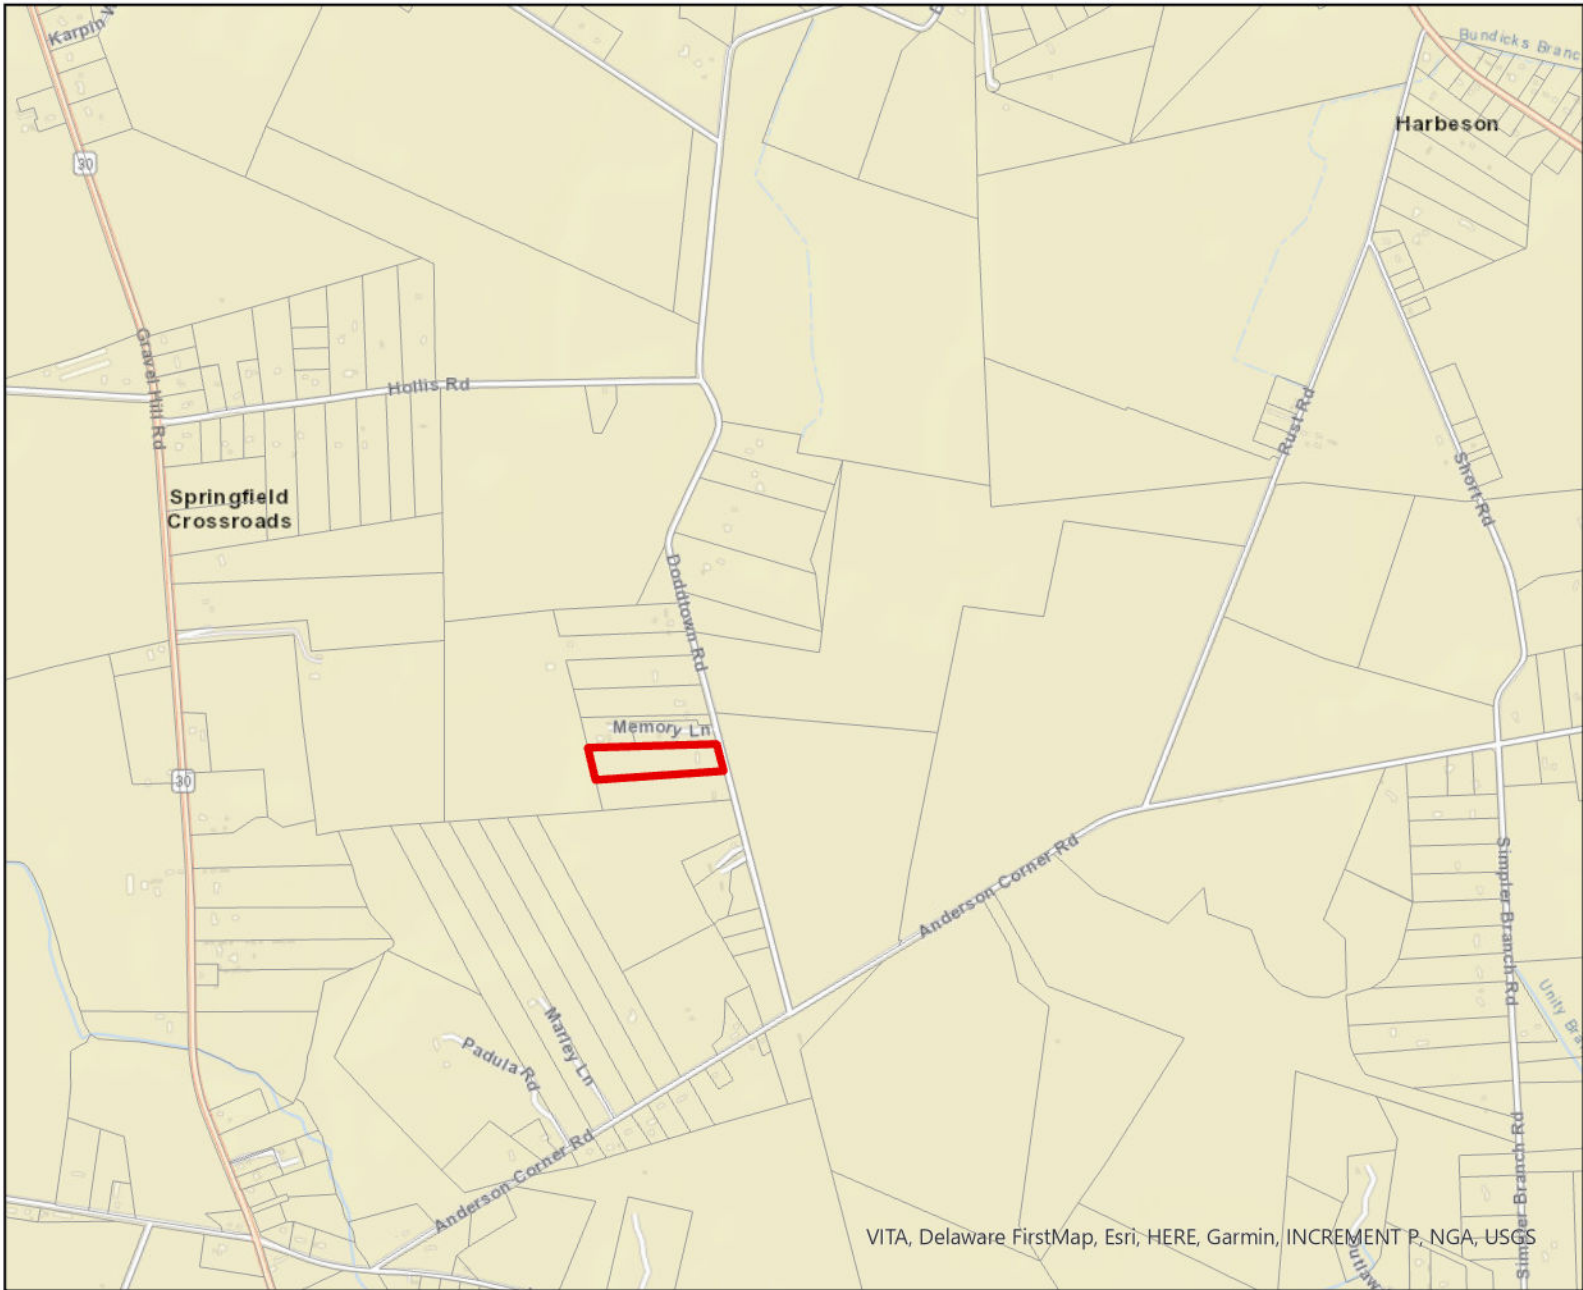 Karpin
Bundicks Branc
Harbeson
30
Gravel Hill Rd
Hollis Rd
Rust Rd
Short Rd
Springfield
Crossroads
Doddtown Rd
Memory Ln
30
Anderson Corner Rd
Simpler Branch Rd
Unity Bra
Marley Ln
Padula Rd
Anderson Corner Rd
Simpler Branch Rd
VITA, Delaware FirstMap, Esri, HERE, Garmin, INCREMENT P, NGA, USGS